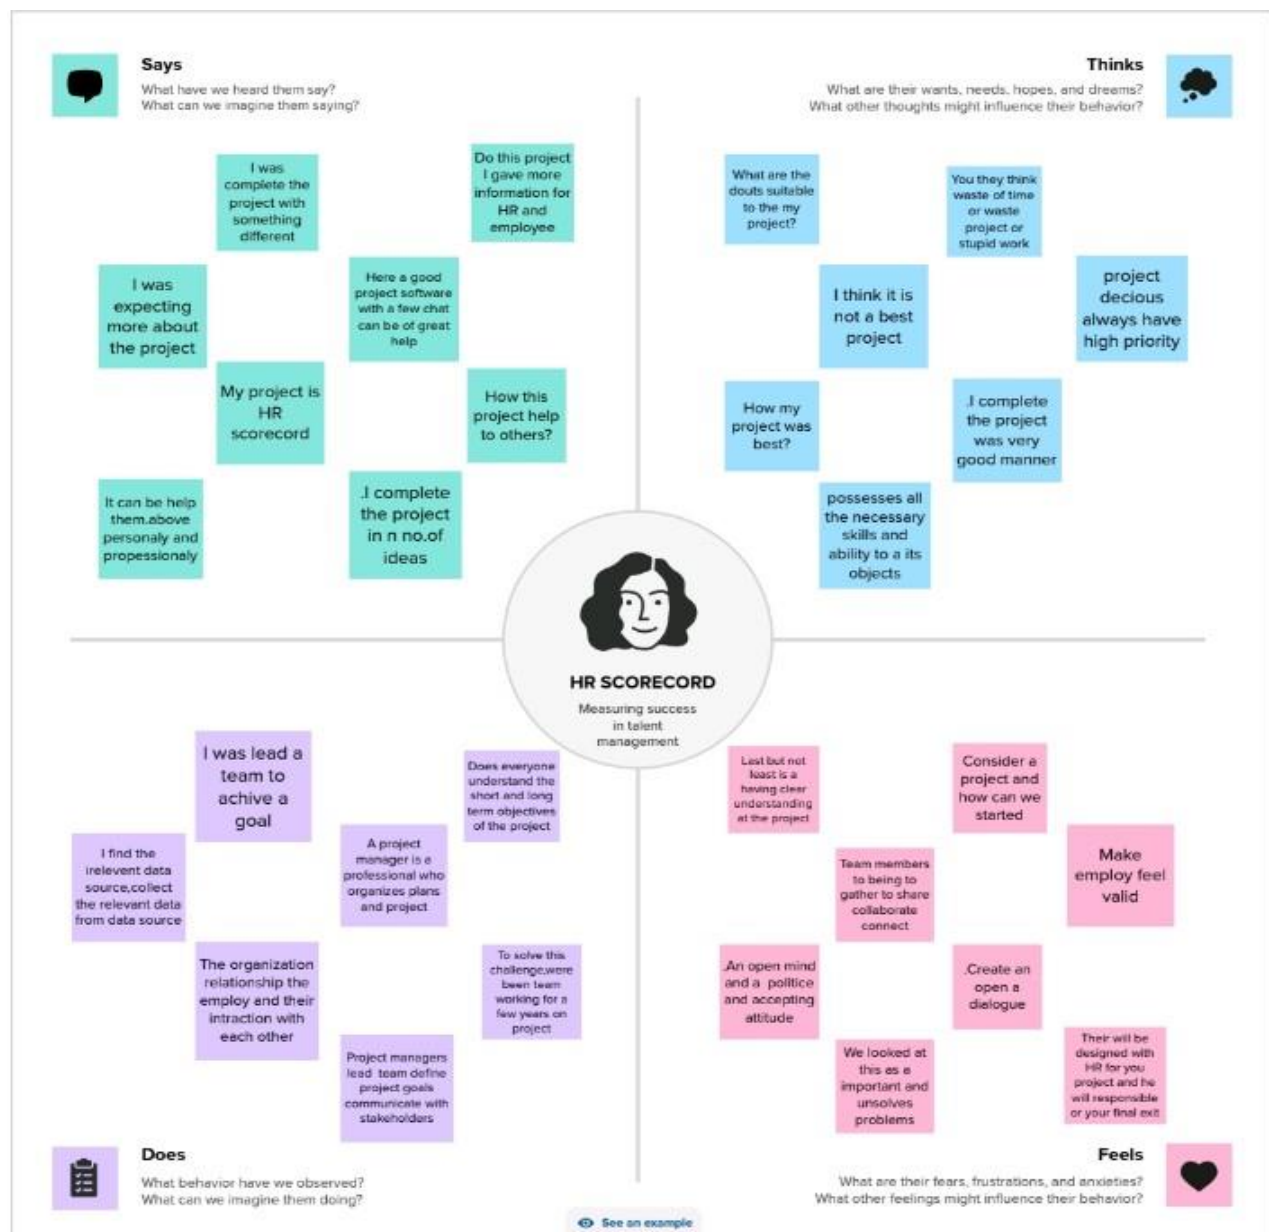 Says
What have we heard them say?
What can we imagine them saying?
I was
complete the
project with
something
different
Do this project
I gave more
information for
HR and
employee
I was
expecting
more about
the project
Here a good
project software
with a few chat
can be of great
help
My project is
HR
scorecord
How this
project help
to others?
It can be help
them.above
personaly and
propessionaly
.I complete
the project
in n no.of
ideas
Thinks
What are their wants, needs, hopes, and dreams?
What other thoughts might influence their behavior?
What are the
douts suitable
to the my
project?
You they think
waste of time
or waste
project or
stupid work
I think it is
not a best
project
project
decious
always have
high priority
How my
project was
best?
.I complete
the project
was very
good manner
possesses all
the necessary
skills and
ability to a its
objects
HR SCORECORD
Measuring success
in talent
management
I was lead a
team to
achive a
goal
Does everyone
understand the
short and long
term objectives
of the project
I find the
irelevent data
source,collect
the relevant data
from data source
A project
manager is a
professional who
organizes plans
and project
The organization
relationship the
employ and their
intraction with
each other
To solve this
challenge,were
been team
working for a
few years on
project
Project managers
lead team define
project goals
communicate with
stakeholders
Does
What behavior have we observed?
What can we imagine them doing?
Last but not
least is a
having clear
understanding
at the project
Consider a
project and
how can we
started
Make
employ feel
valid
Team members
to being to
gather to share
collaborate
connect
.An open mind
and a politice
and accepting
attitude
.Create an
open a
dialogue
We looked at
this as a
important and
unsolves
problems
Their will be
designed with
HR for you
project and he
will responsible
or your final exit
Feels
What are their fears, frustrations, and anxieties?
What other feelings might influence their behavior?
See an example